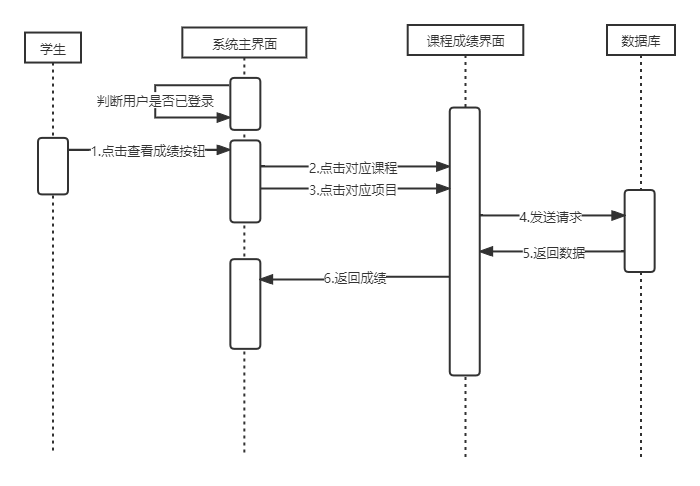 学生
系统主界面
课程成绩界面
数据库
判断用户是否已登录
1.点击查看成绩按钮
2.点击对应课程
3.点击对应项目
4.发送请求
5.返回数据
6.返回成绩